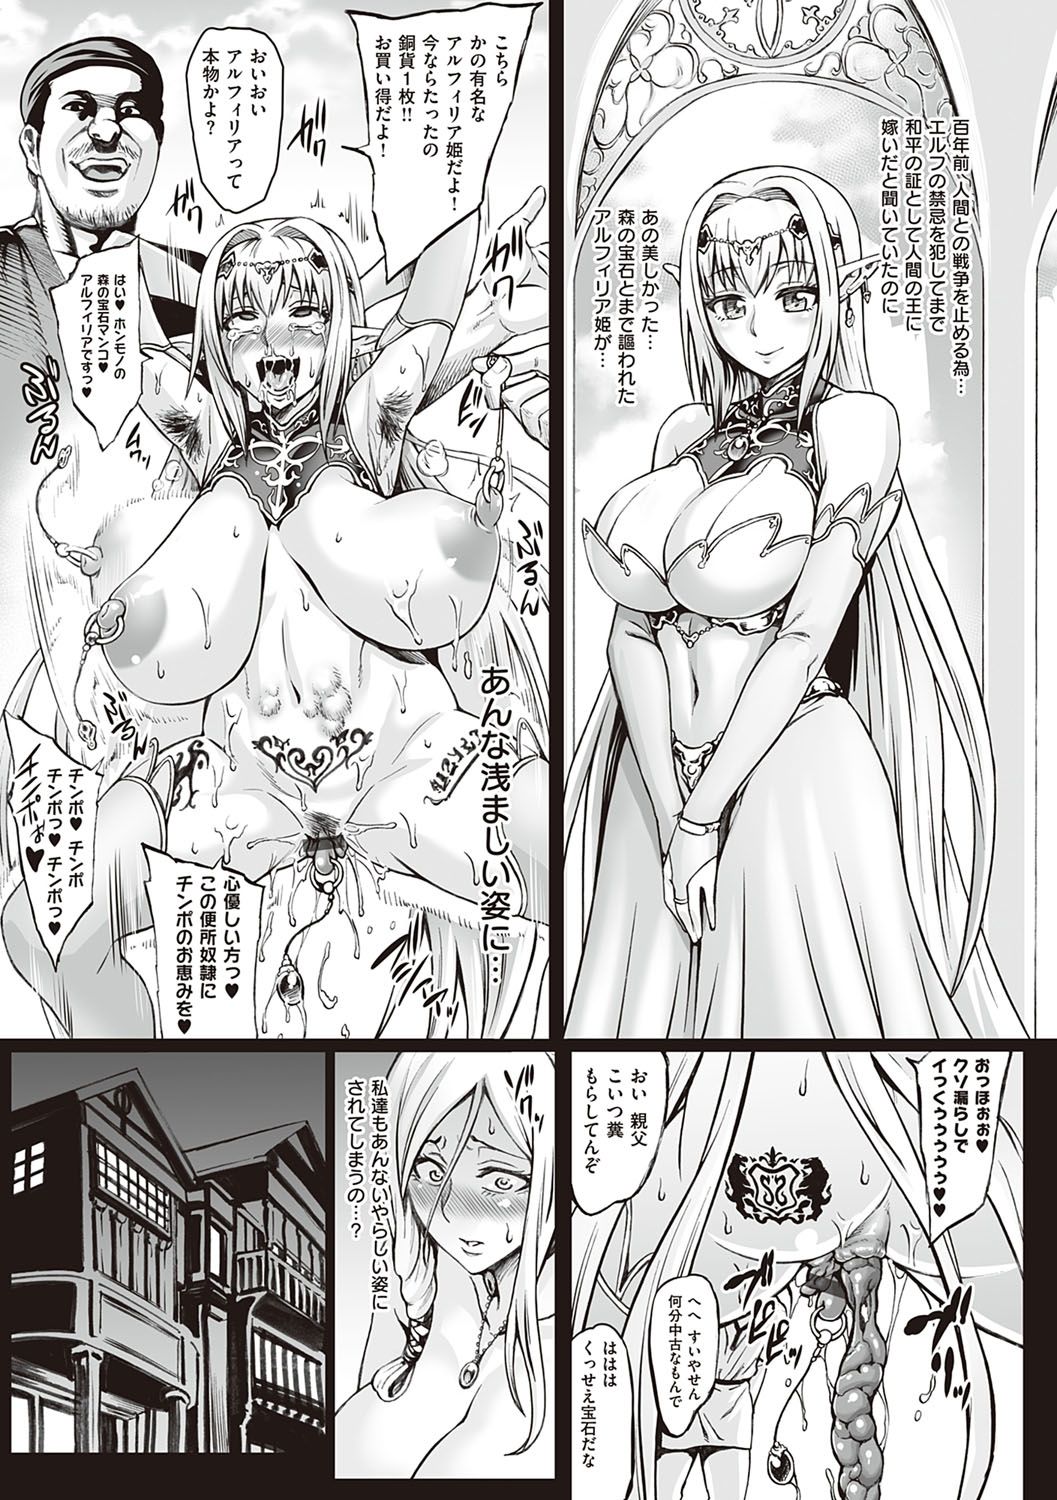 百年前、人間との戦争を止める為…
エルフの禁忌を犯してまで
和平の証として人間の王に
嫁いだと聞いていたのに
あの美しかった…
森の宝石とまで謳われた
アルフィリア姫が…
こちら
かの有名な
アルフィリア姫だよ!
今ならたったの
銅貨1枚!!
お買い得だよ!
おいおい
アルフィリアって
本物かよ?
はい♥ホンモノの
森の宝石マンコ♥
アルフィリアですっ♥
ぶるん
ぶるん
ぶるん
あんな浅ましい姿に…
心優しい方っ♥
この便所奴隷に
チンポのお恵みを♥
チンポ♥チンポ
チンポっ♥チンポっ♥
チンポォぉ♥
おっほぉぉ♥
クソ漏らしで
イっくぅぅぅぅっ♥
おい 親父
こいつ糞
もらしてんぞ
へへ すいやせん
何分中古なもんで
ははは
くっせえ宝石だな
私達もあんないやらしい姿に
されてしまうの…?